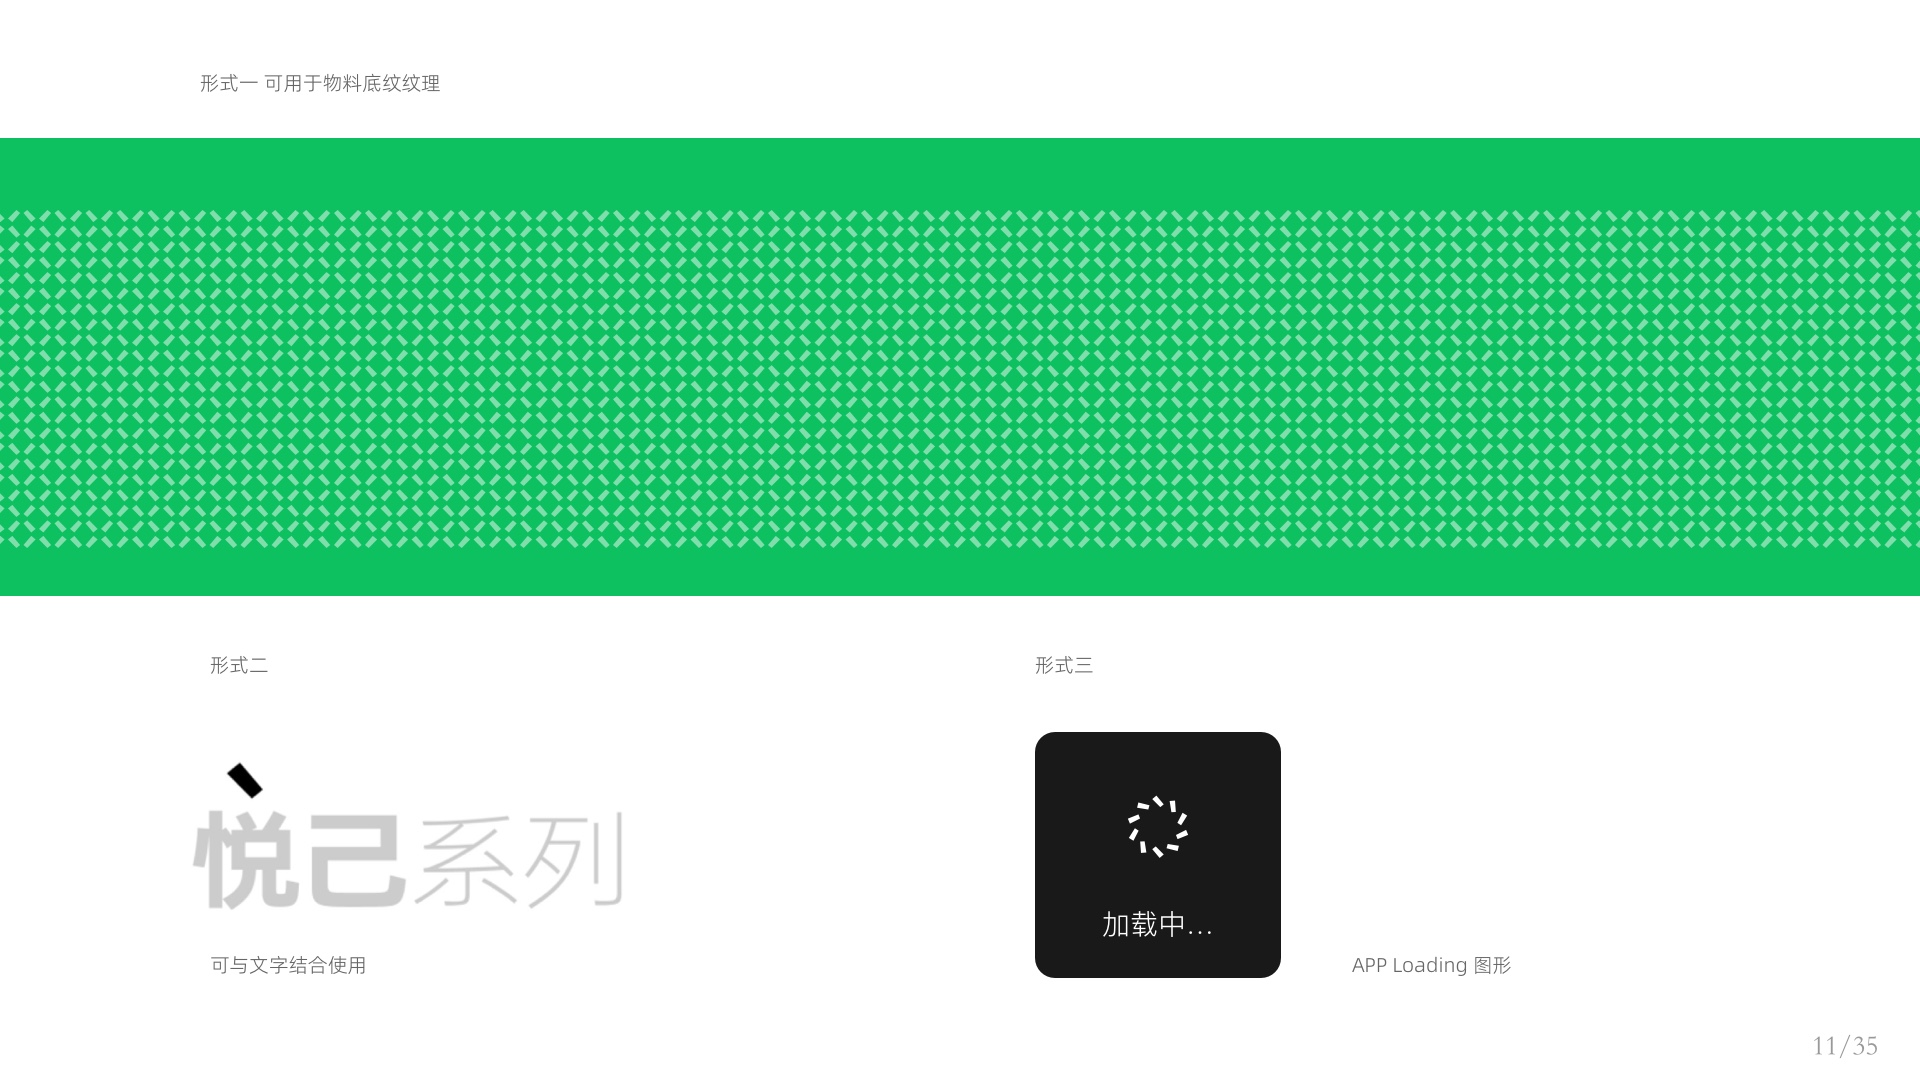 形式一 可用于物料底纹纹理
形式二
形式三
悦己系列
加载中...
可与文字结合使用
APP Loading 图形
11/35